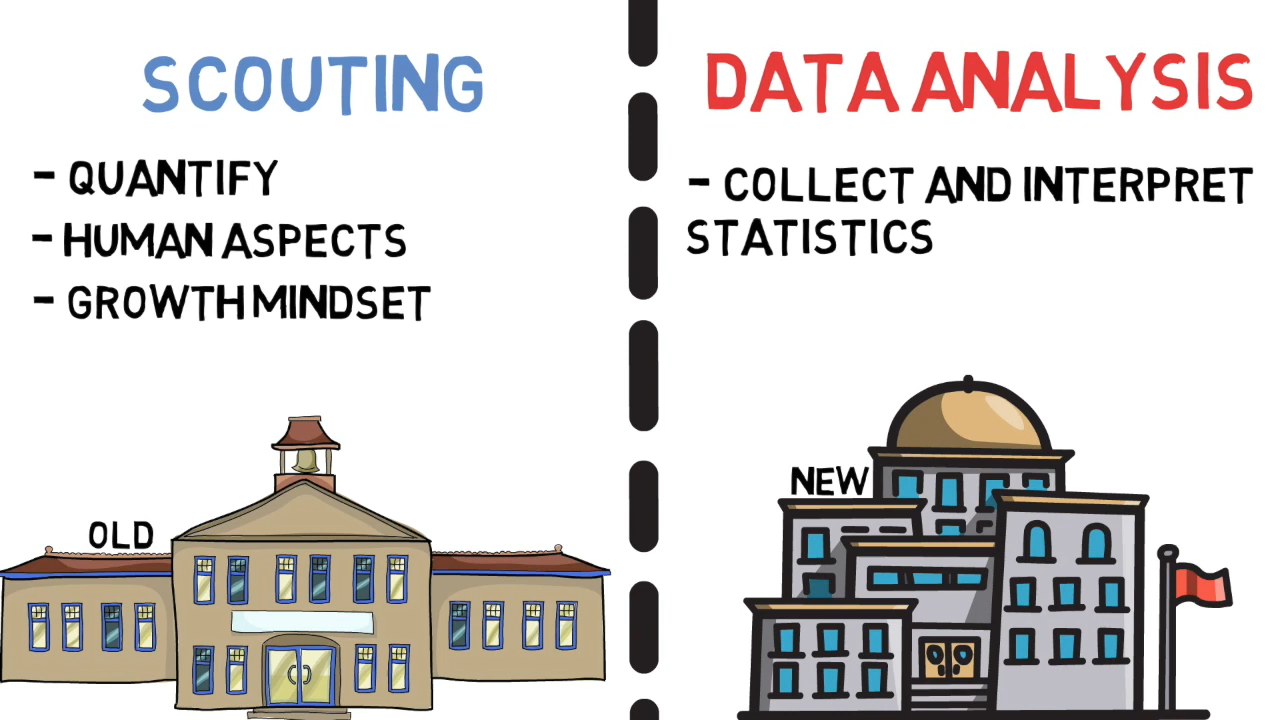 SCOUTING
- QUANTIFY
- HUMAN ASPECTS
- GROWTH MINDSET
OLD
DATA ANALYSIS
- COLLECT AND INTERPRET
STATISTICS
NEW